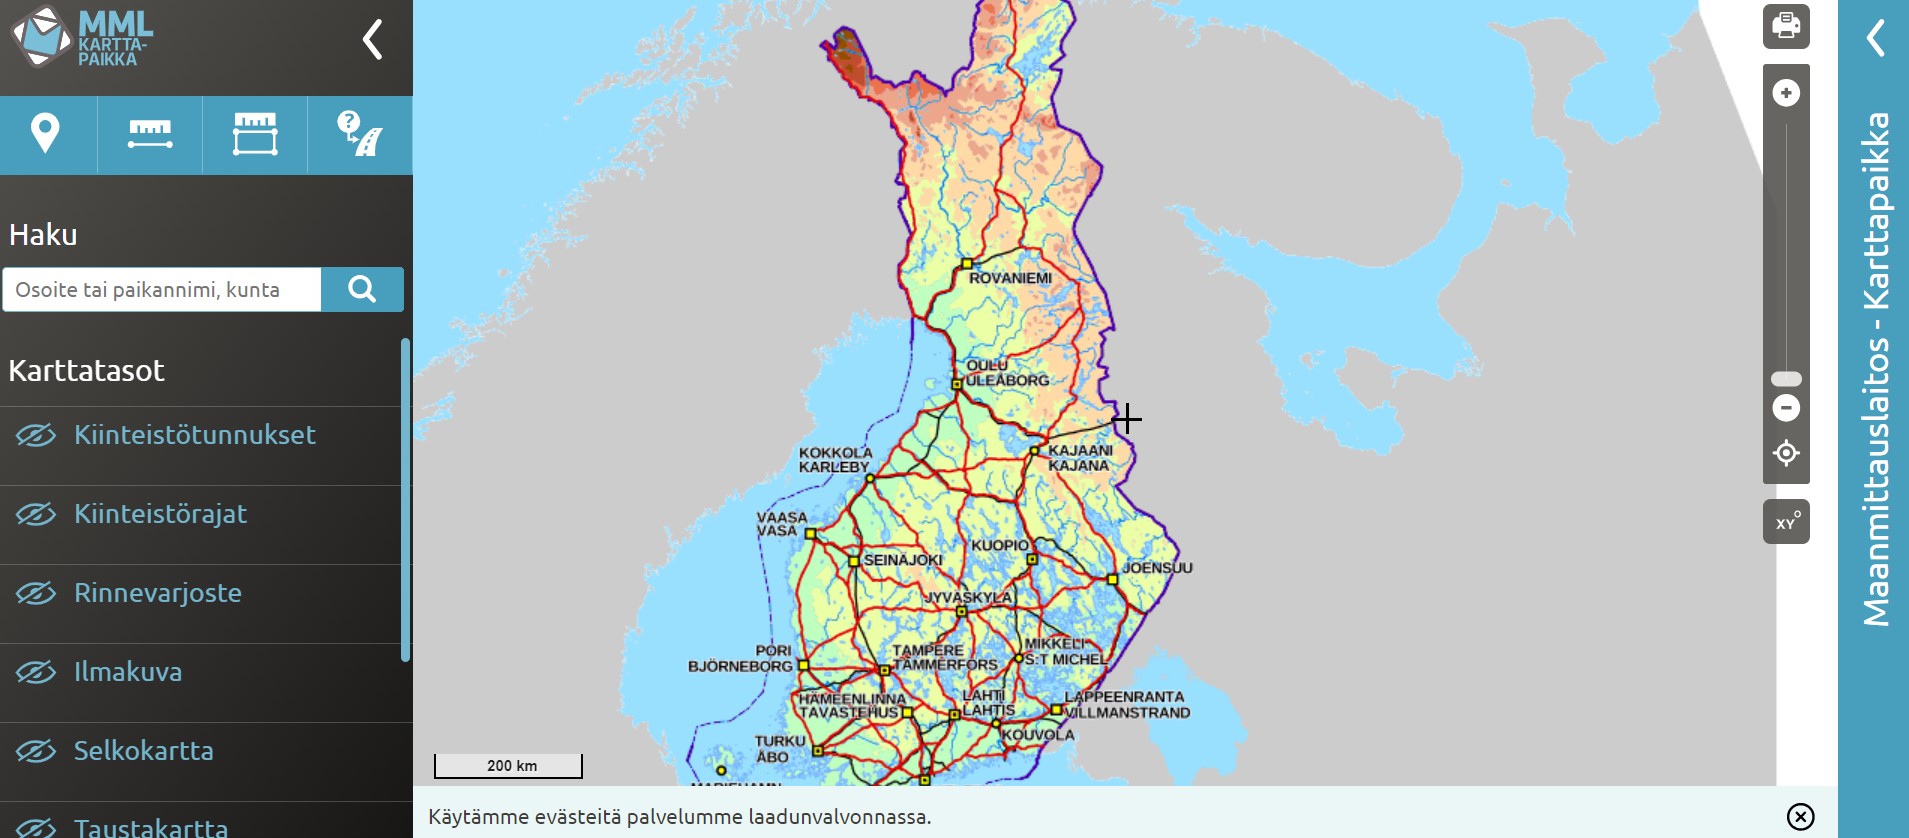 MML
KARTTA-
PAIKKA
Haku
Osoite tai paikannimi, kunta
Karttatasot
Kiinteistötunnukset
Kiinteistörajat
Rinnevarjoste
Ilmakuva
Selkokartta
Taustakartta
ROVANIEMI
OULU
ULEÅBORG
KOKKOLA
KARLEBY
KAJAANI
KAJANA
VAASA
VASA
SEINÄJOKI
KUOPIO
JOENSUU
JYVÄSKYLÄ
PORI
BJÖRNEBORG
TAMPERE
TAMMERFORS
MIKKELI
S:T MICHEL
HÄMEENLINNA
TAVASTEHUS
LAHTI
LAHTIS
LAPPEENRANTA
VILLMANSTRAND
KOUVOLA
TURKU
ÅBO
MARIEHAMN
200 km
Käytämme evästeitä palvelumme laadunvalvonnassa.
XY
Maanmittauslaitos - Karttapaikka